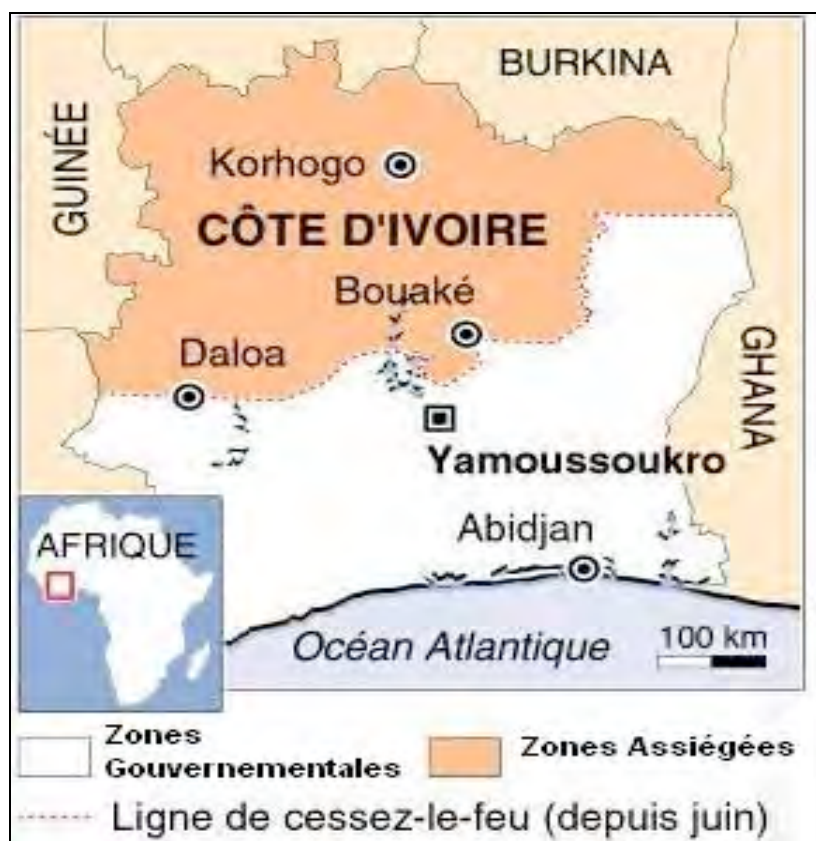 BURKINA
GUINÉE
Korhogo
CÔTE D'IVOIRE
Bouaké
Daloa
GHANA
Yamoussoukro
Abidjan
AFRIQUE
Océan Atlantique
100 km
Zones
Gouvernementales
Zones Assiégées
Ligne de cessez-le-feu (depuis juin)